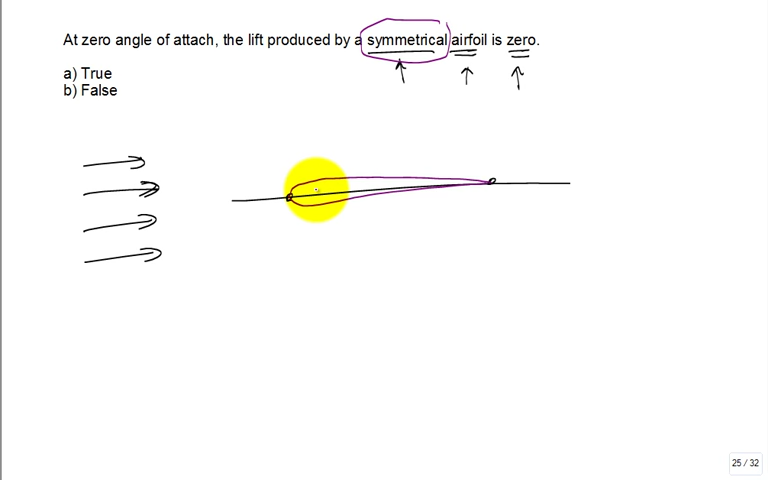 At zero angle of attach, the lift produced by a symmetrical airfoil is zero.
a) True
b) False
25 / 32